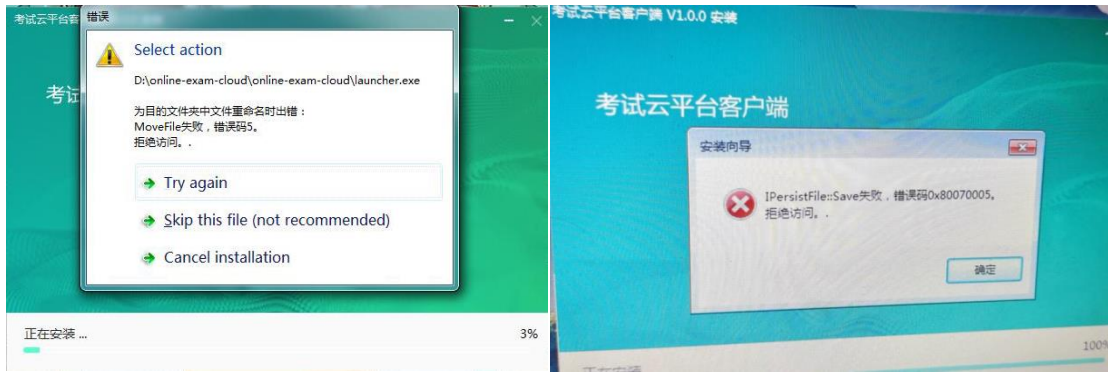 考试云平台客
错误
Select action
D:\online-exam-cloud\online-exam-cloud\launcher.exe
为目的文件夹中文件重命名时出错：
MoveFile失败，错误码5。
拒绝访问。.
考试
Try again
Skip this file (not recommended)
Cancel installation
正在安装 ...
3%
考试云平台客户端 V1.0.0 安装
考试云平台客户端
安装向导
IPersistFile::Save失败，错误码0x80070005。
拒绝访问。.
确定
100%
正在安装